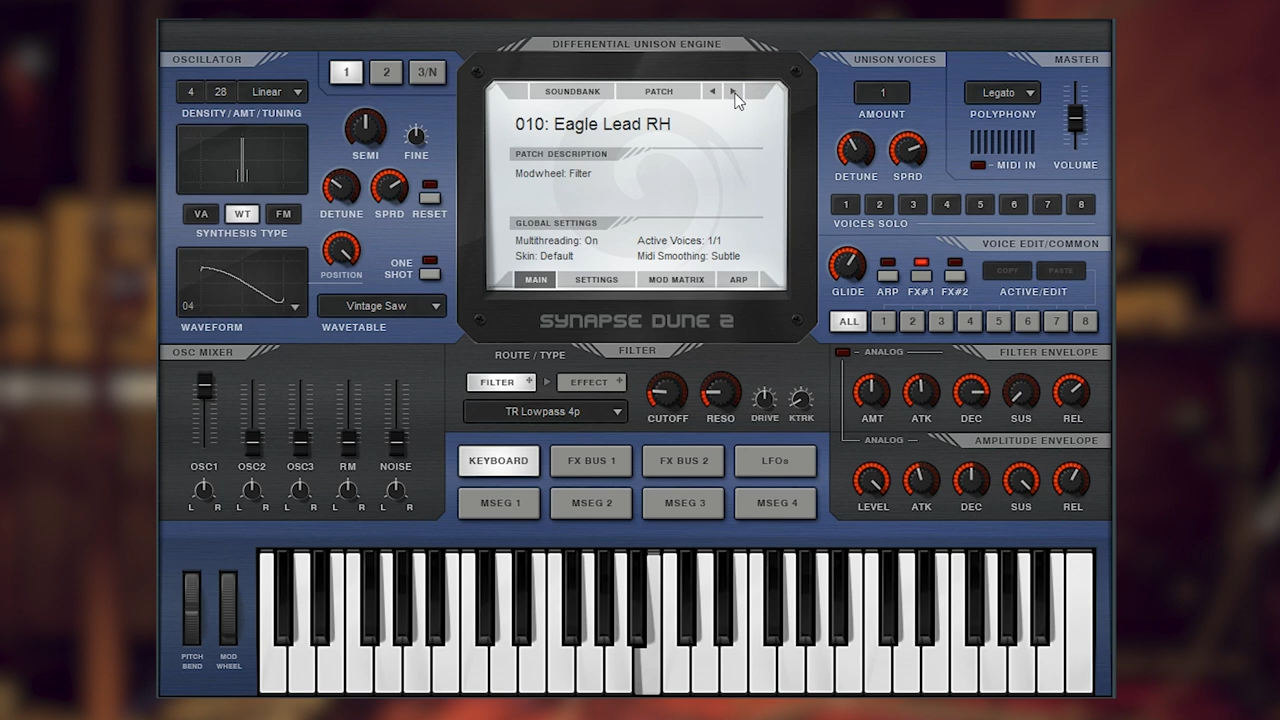 DIFFERENTIAL UNISON ENGINE
OSCILLATOR
1 2 3/N
4 28 Linear
DENSITY / AMT / TUNING
SEMI FINE
DETUNE SPRD RESET
VA WT FM
SYNTHESIS TYPE
POSITION
ONE SHOT
04
WAVEFORM
Vintage Saw
WAVETABLE
SOUNDBANK PATCH
010: Eagle Lead RH
PATCH DESCRIPTION
Modwheel: Filter
GLOBAL SETTINGS
Multithreading: On Active Voices: 1/1
Skin: Default Midi Smoothing: Subtle
MAIN SETTINGS MOD MATRIX ARP
SYNAPSE DUNE 2
UNISON VOICES
1
AMOUNT
DETUNE SPRD
MASTER
Legato
POLYPHONY
MIDI IN
VOLUME
1 2 3 4 5 6 7 8
VOICES SOLO
VOICE EDIT/COMMON
GLIDE ARP FX#1 FX#2
COPY PASTE
ACTIVE/EDIT
ALL 1 2 3 4 5 6 7 8
OSC MIXER
OSC1 OSC2 OSC3 RM NOISE
L R L R L R L R L R
ROUTE / TYPE
FILTER
FILTER + EFFECT +
TR Lowpass 4p
CUTOFF RESO DRIVE KTRK
KEYBOARD FX BUS 1 FX BUS 2 LFOs
MSEG 1 MSEG 2 MSEG 3 MSEG 4
ANALOG FILTER ENVELOPE
AMT ATK DEC SUS REL
ANALOG AMPLITUDE ENVELOPE
LEVEL ATK DEC SUS REL
PITCH BEND
MOD WHEEL